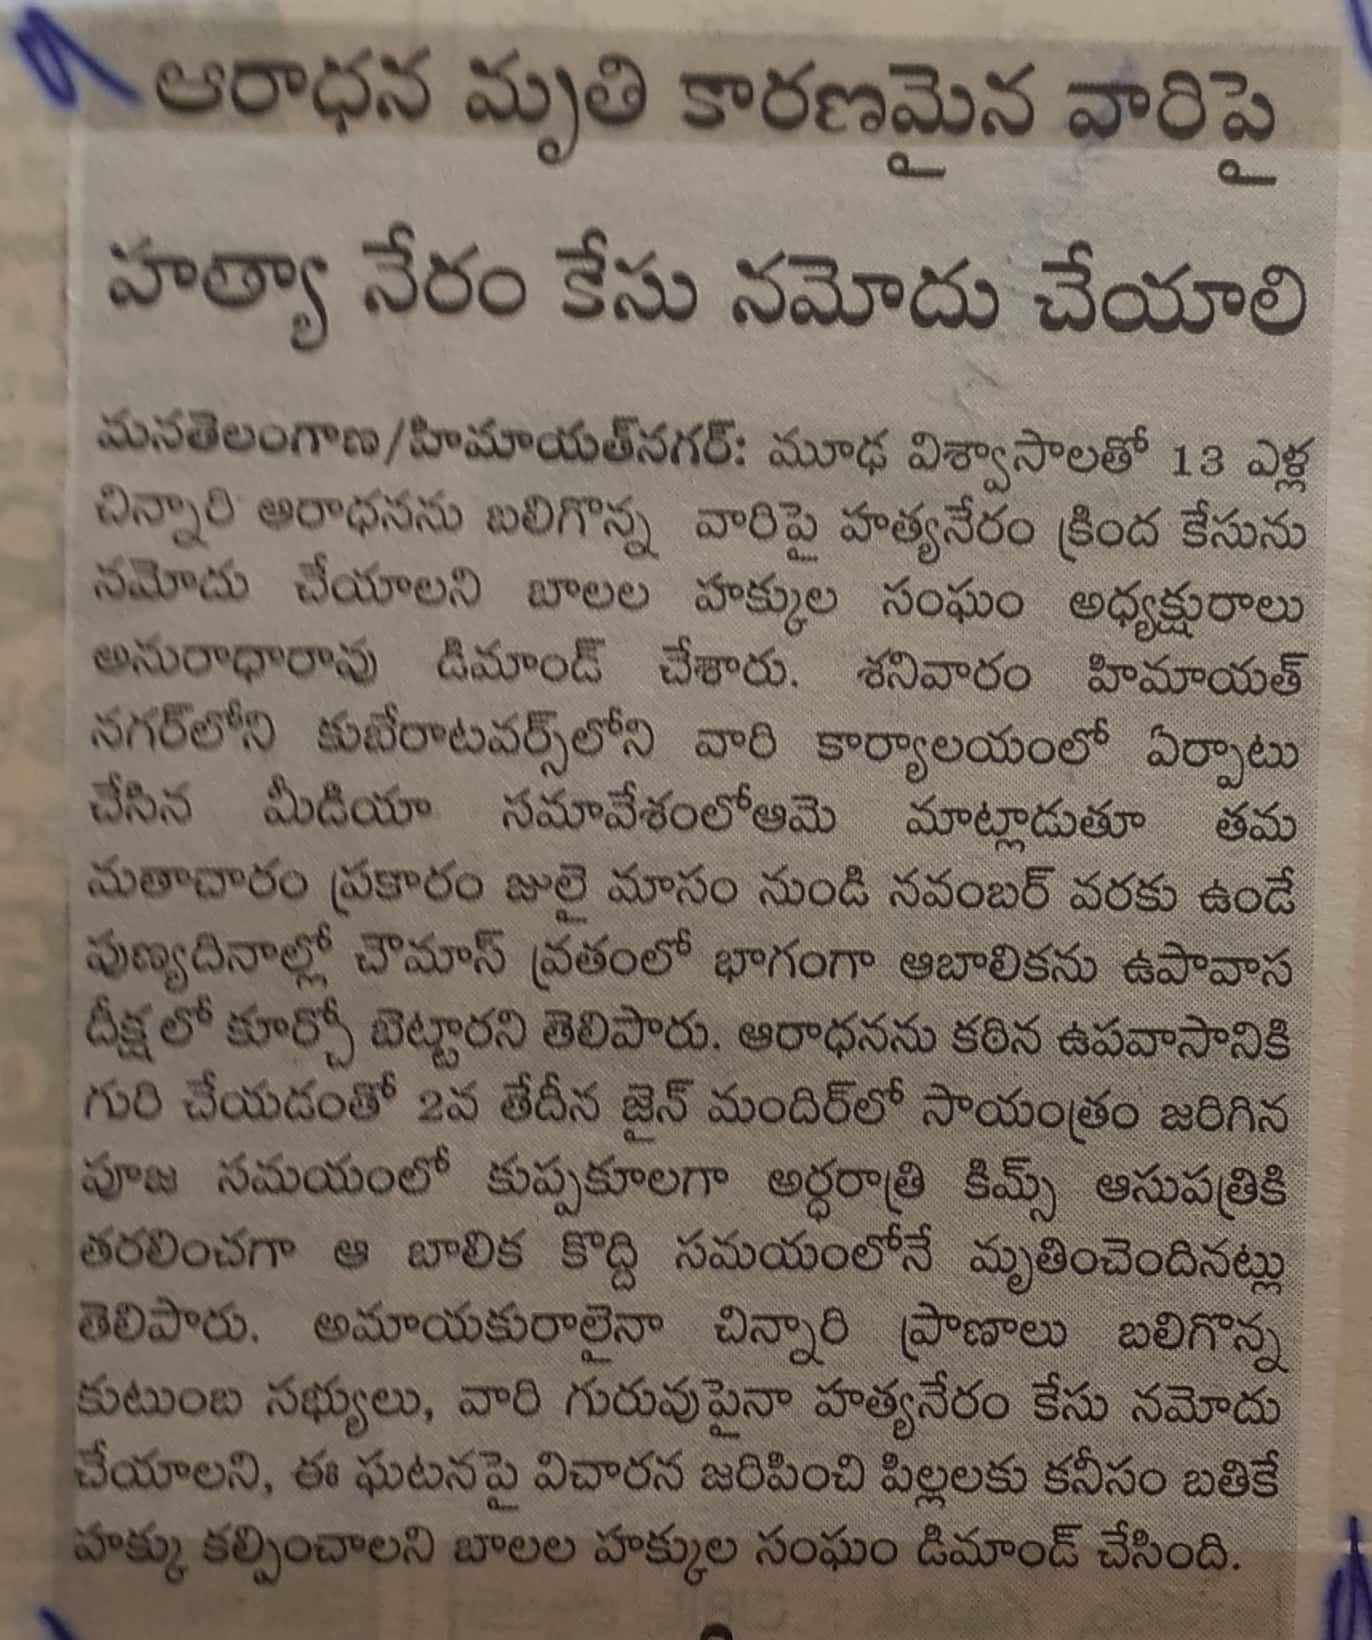 ఆరాధన మృతి కారణమైన వారిపై
హత్యా నేరం కేసు నమోదు చేయాలి
మనతెలంగాణ/హిమాయత్‌నగర్: మూఢ విశ్వాసాలతో 13 ఎళ్ల
చిన్నారి ఆరాధనను బలిగొన్న వారిపై హత్యనేరం క్రింద కేసును
నమోదు చేయాలని బాలల హక్కుల సంఘం అధ్యక్షురాలు
అనురాధారావు డిమాండ్ చేశారు. శనివారం హిమాయత్
నగర్‌లోని కుబేరాటవర్స్‌లోని వారి కార్యాలయంలో ఏర్పాటు
చేసిన మీడియా సమావేశంలోఆమె మాట్లాడుతూ తమ
మతాచారం ప్రకారం జులై మాసం నుండి నవంబర్ వరకు ఉండే
పుణ్యదినాల్లో చౌమాస్ వ్రతంలో భాగంగా ఆబాలికను ఉపావాస
దీక్ష లో కూర్చో బెట్టారని తెలిపారు. ఆరాధనను కఠిన ఉపవాసానికి
గురి చేయడంతో 2వ తేదీన జైన్ మందిర్‌లో సాయంత్రం జరిగిన
పూజ సమయంలో కుప్పకూలగా అర్ధరాత్రి కిమ్స్ ఆసుపత్రికి
తరలించగా ఆ బాలిక కొద్ది సమయంలోనే మృతించెందినట్లు
తెలిపారు. అమాయకురాలైనా చిన్నారి ప్రాణాలు బలిగొన్న
కుటుంబ సభ్యులు, వారి గురువుపైనా హత్యనేరం కేసు నమోదు
చేయాలని, ఈ ఘటనపై విచారన జరిపించి పిల్లలకు కనీసం బతికే
హక్కు కల్పించాలని బాలల హక్కుల సంఘం డిమాండ్ చేసింది.